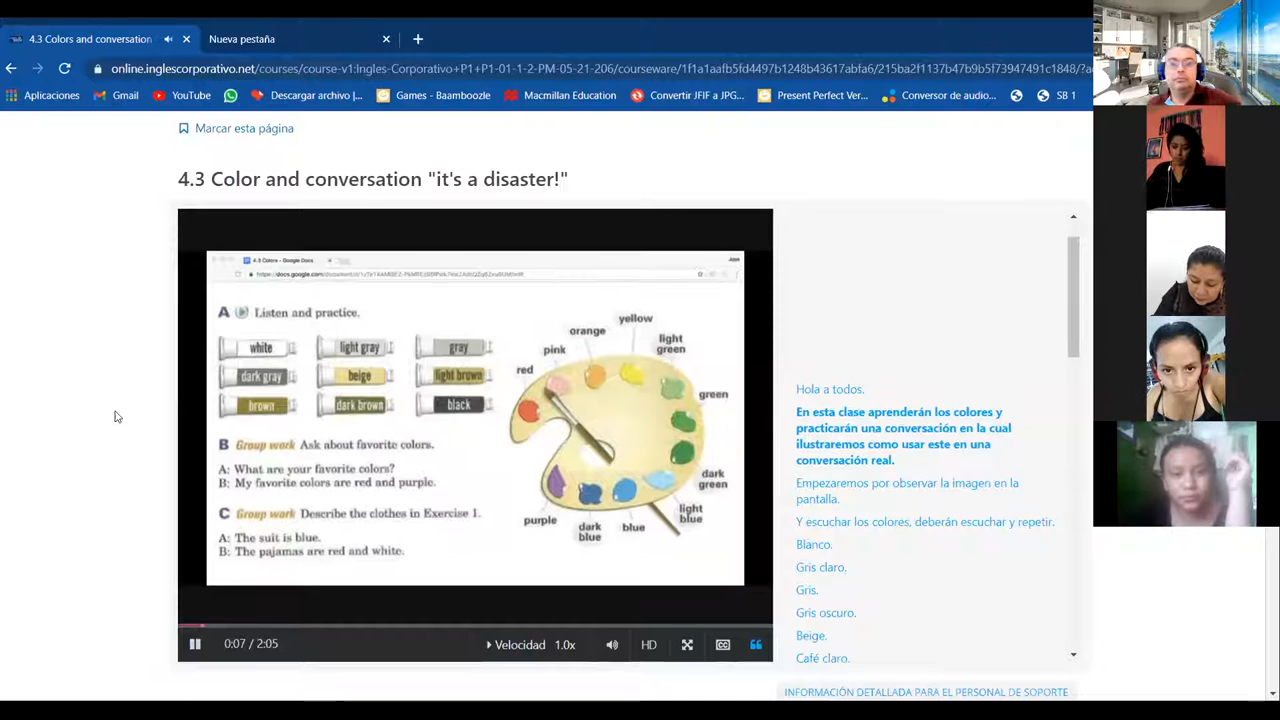 4.3 Colors and conversation
Nueva pestaña
online.inglescorporativo.net/courses/course-v1:Ingles-Corporativo+P1+P1-01-1-2-PM-05-21-206/courseware/
Aplicaciones
Gmail
YouTube
Descargar archivo |...
Games - Baamboozle
Macmillan Education
Convertir JFIF a JPG...
Present Perfect Ver...
Conversor de audio...
SB 1
Marcar esta página
4.3 Color and conversation "it's a disaster!"
4.3 Colors - Google Docs
A Listen and practice.
white light gray gray
dark gray beige light brown
brown dark brown black
B Group work Ask about favorite colors.
A: What are your favorite colors?
B: My favorite colors are red and purple.
C Group work Describe the clothes in Exercise 1.
A: The suit is blue.
B: The pajamas are red and white.
yellow
orange
light
green
pink
red
green
dark
green
light
blue
purple
dark
blue
blue
0:07 / 2:05
Velocidad 1.0x
HD
CC
Hola a todos.
En esta clase aprenderán los colores y
practicarán una conversación en la cual
ilustraremos como usar este en una
conversación real.
Empezaremos por observar la imagen en la
pantalla.
Y escuchar los colores, deberán escuchar y repetir.
Blanco.
Gris claro.
Gris.
Gris oscuro.
Beige.
Café claro.
INFORMACIÓN DETALLADA PARA EL PERSONAL DE SOPORTE